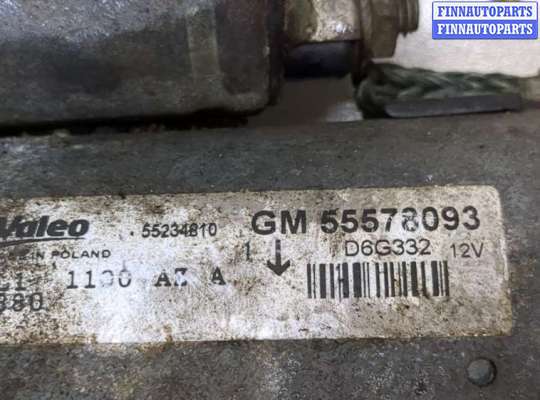 FINNAUTOPARTS
FINNAUTOPARTS
Valeo 55234810 GM 55578093
IN POLAND 1 D6G332 12V
1100 AZ A